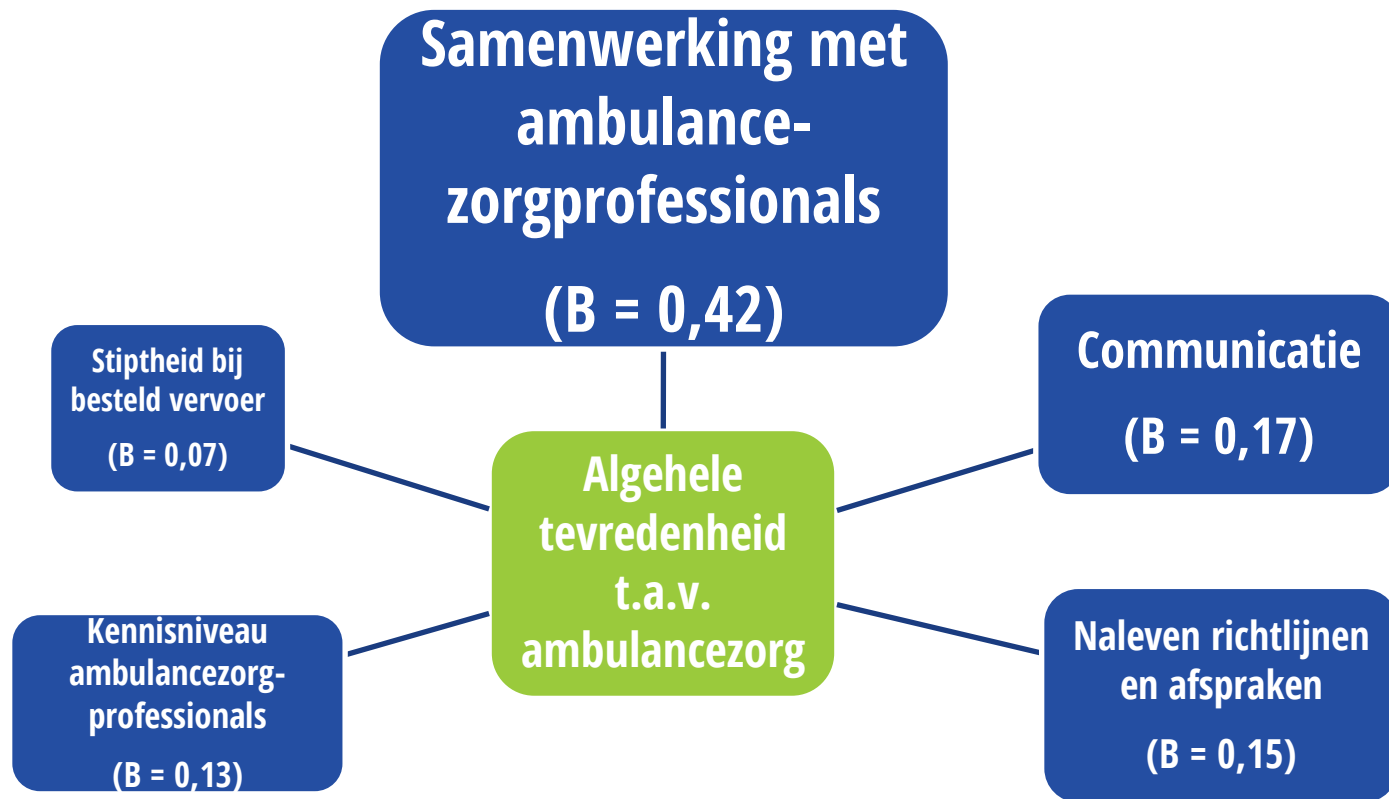 Samenwerking met
ambulance-
zorgprofessionals
(B = 0,42)
Stiptheid bij
besteld vervoer
(B = 0,07)
Communicatie
(B = 0,17)
Algehele
tevredenheid
t.a.v.
ambulancezorg
Kennisniveau
ambulancezorg-
professionals
(B = 0,13)
Naleven richtlijnen
en afspraken
(B = 0,15)